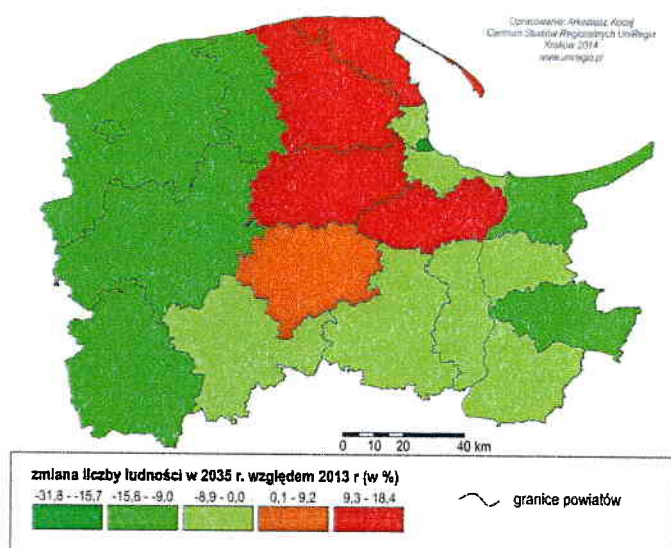 Opracowanie: Arkadiusz Kocaj
Centrum Studiów Regionalnych UniRegio
Kraków 2014
www.uniregio.pl
0 10 20 40 km
zmiana liczby ludności w 2035 r. względem 2013 r (w %)
-31,8 - -15,7 -15,6 - -9,0 -8,9 - 0,0 0,1 - 9,2 9,3 - 18,4
granice powiatów